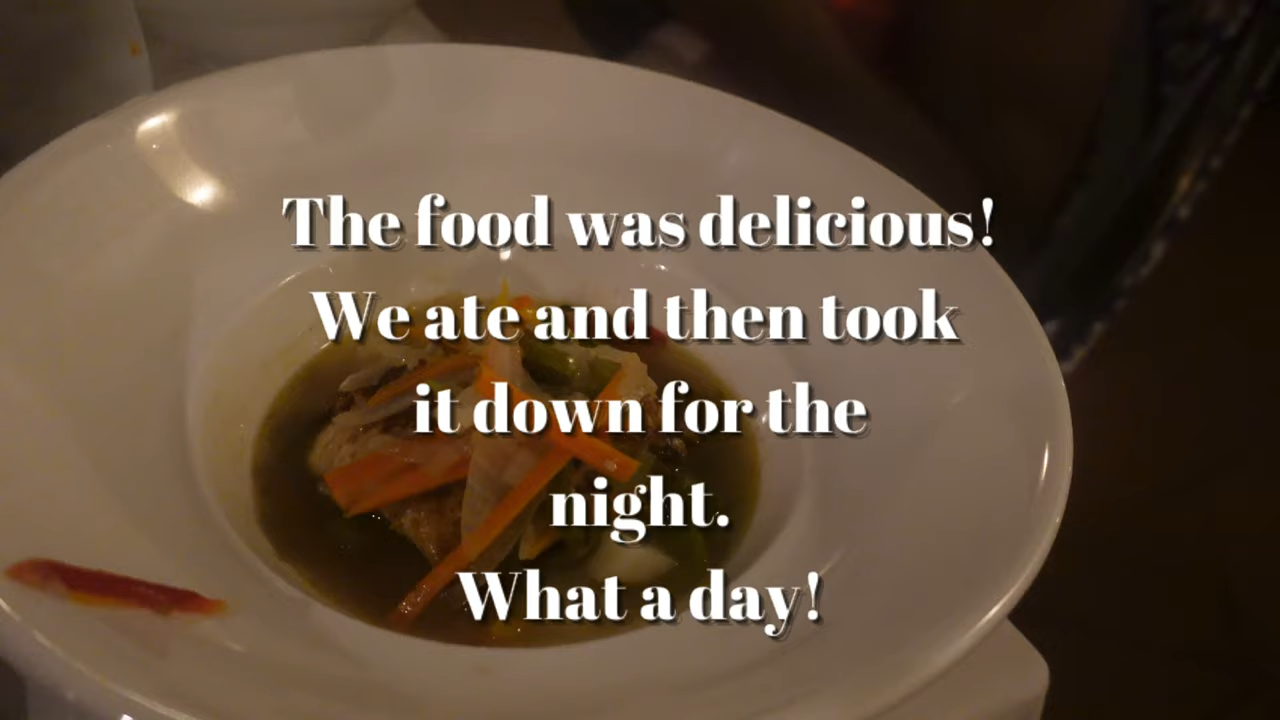 The food was delicious!
We ate and then took
it down for the
night.
What a day!